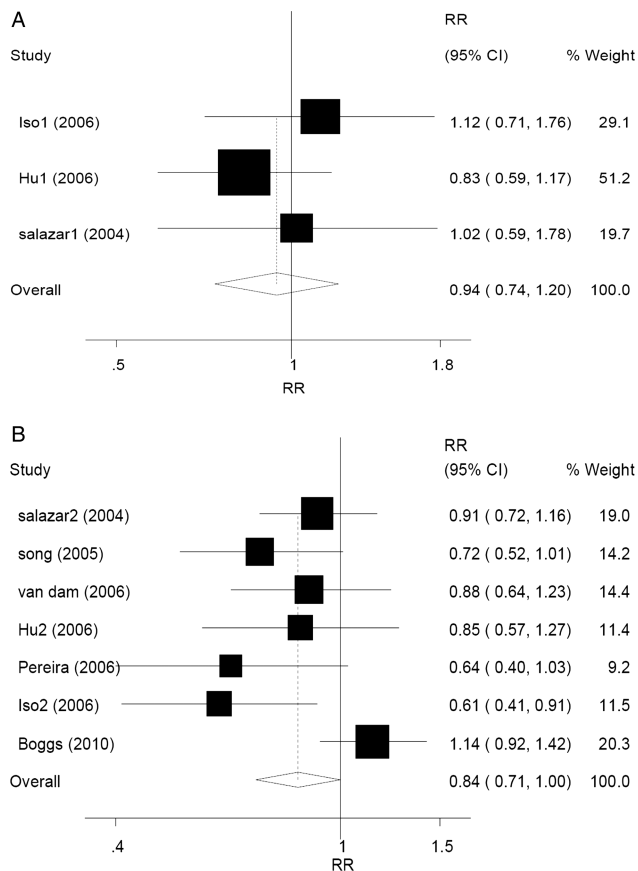 A
RR
Study (95% CI) % Weight
Iso1 (2006) 1.12 ( 0.71, 1.76) 29.1
Hu1 (2006) 0.83 ( 0.59, 1.17) 51.2
salazar1 (2004) 1.02 ( 0.59, 1.78) 19.7
Overall 0.94 ( 0.74, 1.20) 100.0
.5 1 1.8
RR
B
RR
Study (95% CI) % Weight
salazar2 (2004) 0.91 ( 0.72, 1.16) 19.0
song (2005) 0.72 ( 0.52, 1.01) 14.2
van dam (2006) 0.88 ( 0.64, 1.23) 14.4
Hu2 (2006) 0.85 ( 0.57, 1.27) 11.4
Pereira (2006) 0.64 ( 0.40, 1.03) 9.2
Iso2 (2006) 0.61 ( 0.41, 0.91) 11.5
Boggs (2010) 1.14 ( 0.92, 1.42) 20.3
Overall 0.84 ( 0.71, 1.00) 100.0
.4 1 1.5
RR